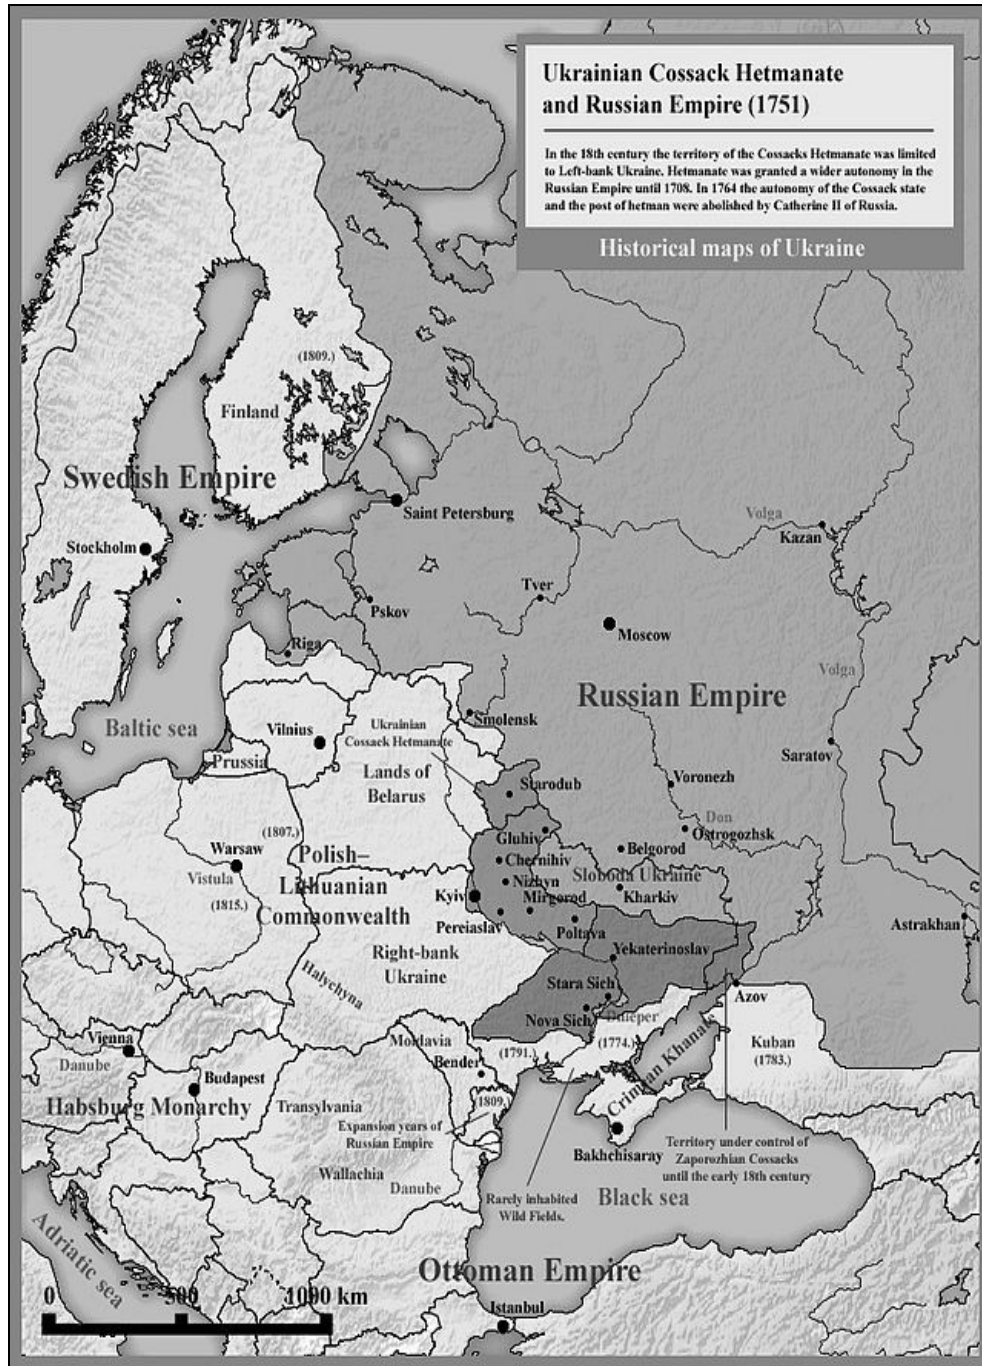 Ukrainian Cossack Hetmanate
and Russian Empire (1751)
In the 18th century the territory of the Cossacks Hetmanate was limited
to Left-bank Ukraine. Hetmanate was granted a wider autonomy in the
Russian Empire until 1708. In 1764 the autonomy of the Cossack state
and the post of hetman were abolished by Catherine II of Russia.
Historical maps of Ukraine
(1809.)
Finland
Swedish Empire
Saint Petersburg
Stockholm
Volga
Kazan
Tver
Pskov
Moscow
Riga
Volga
Russian Empire
Smolensk
Baltic sea
Vilnius
Ukrainian
Cossack Hetmanate
Saratov
Prussia
Lands of
Belarus
Starodub
Voronezh
Don
Ostrogozhsk
(1807.)
Gluhiv
Warsaw
Polish–
Lithuanian
Commonwealth
Chernihiv
Belgorod
Vistula
Nizhyn
Sloboda Ukraine
(1815.)
Kyiv
Mirgorod
Kharkiv
Pereiaslav
Poltava
Astrakhan
Right-bank
Ukraine
Yekaterinoslav
Halychyna
Stara Sich
Azov
Nova Sich
Dnieper
Moldavia
(1791.)
(1774.)
Kuban
(1783.)
Vienna
Danube
Bender
Crimean Khanate
Budapest
Habsburg Monarchy
Transylvania
(1809.)
Expansion years of
Russian Empire
Bakhchisaray
Territory under control of
Zaporozhian Cossacks
until the early 18th century
Wallachia
Danube
Rarely inhabited
Wild Fields.
Black sea
Adriatic sea
Ottoman Empire
0 500 1000 km
Istanbul